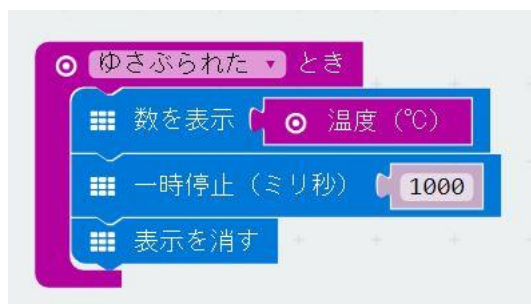 ゆさぶられた とき
数を表示 温度（℃）
一時停止（ミリ秒） 1000
表示を消す